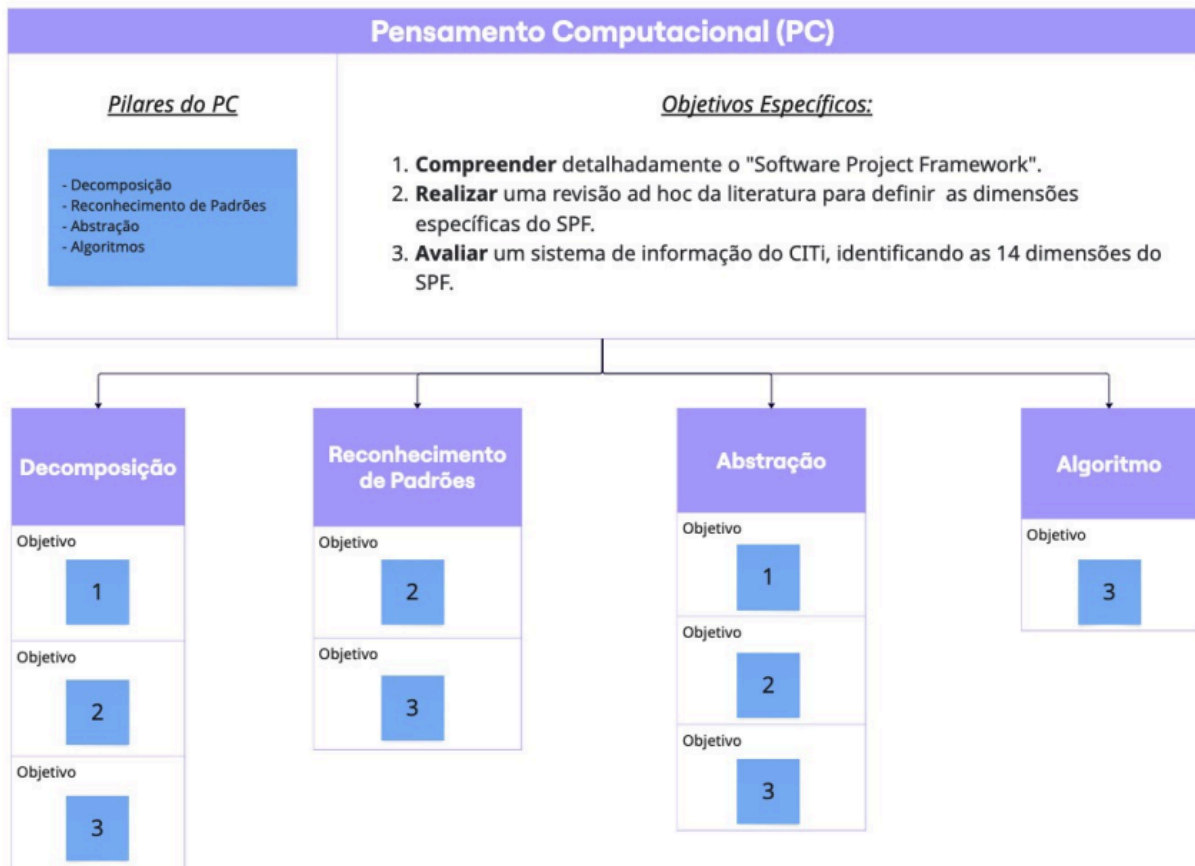 Pensamento Computacional (PC)
Pilares do PC
- Decomposição
- Reconhecimento de Padrões
- Abstração
- Algoritmos
Objetivos Específicos:
1. Compreender detalhadamente o "Software Project Framework".
2. Realizar uma revisão ad hoc da literatura para definir as dimensões
específicas do SPF.
3. Avaliar um sistema de informação do CITi, identificando as 14 dimensões do
SPF.
Decomposição
Objetivo
1
Objetivo
2
Objetivo
3
Reconhecimento
de Padrões
Objetivo
2
Objetivo
3
Abstração
Objetivo
1
Objetivo
2
Objetivo
3
Algoritmo
Objetivo
3